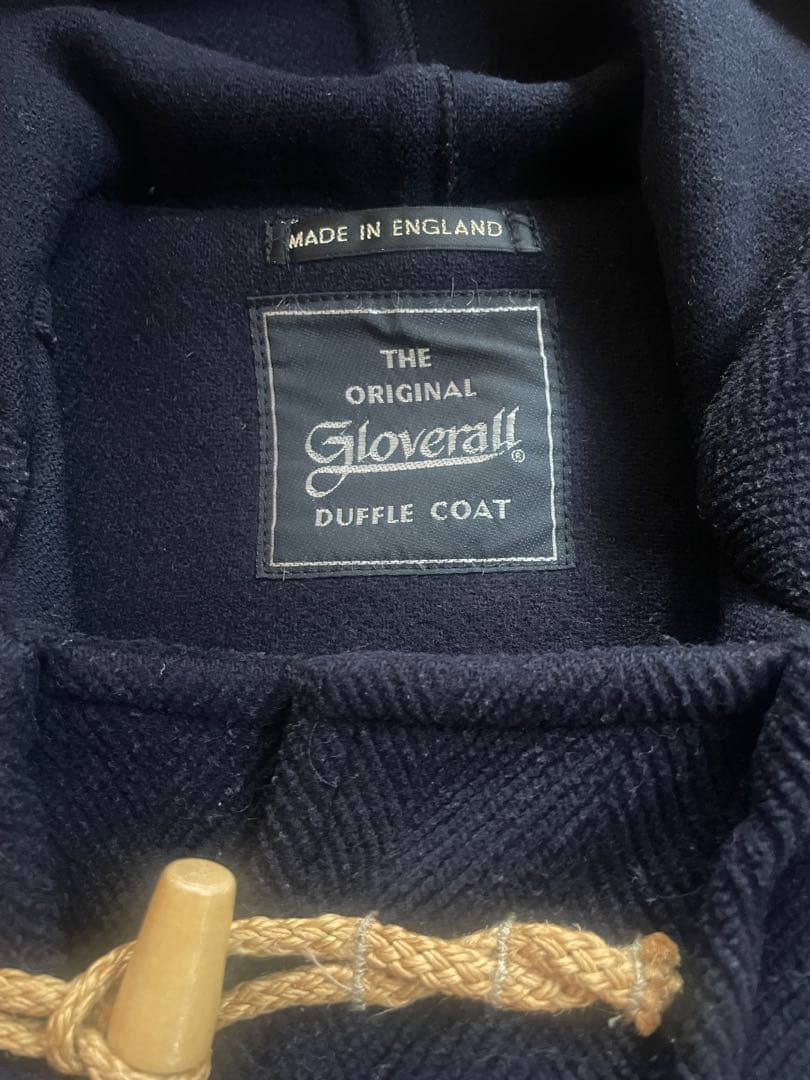 MADE IN ENGLAND
THE
ORIGINAL
Gloverall®
DUFFLE COAT